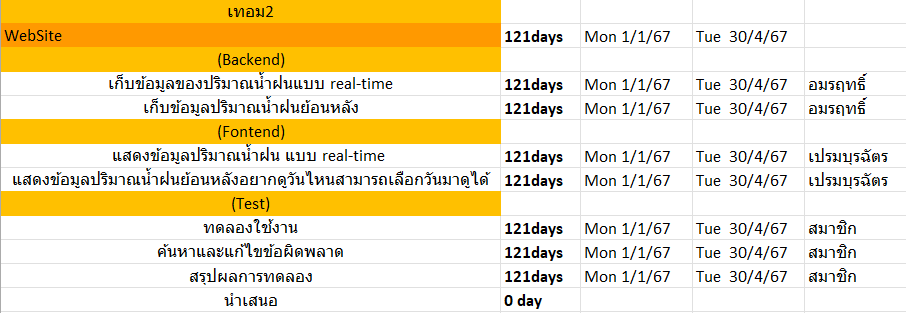 เทอม2
WebSite 121days Mon 1/1/67 Tue 30/4/67
(Backend)
เก็บข้อมูลของปริมาณน้ำฝนแบบ real-time 121days Mon 1/1/67 Tue 30/4/67 อมรฤทธิ์
เก็บข้อมูลปริมาณน้ำฝนย้อนหลัง 121days Mon 1/1/67 Tue 30/4/67 อมรฤทธิ์
(Fontend)
แสดงข้อมูลปริมาณน้ำฝน แบบ real-time 121days Mon 1/1/67 Tue 30/4/67 เปรมบุรฉัตร
แสดงข้อมูลปริมาณน้ำฝนย้อนหลังอยากดูวันไหนสามารถเลือกวันมาดูได้ 121days Mon 1/1/67 Tue 30/4/67 เปรมบุรฉัตร
(Test)
ทดลองใช้งาน 121days Mon 1/1/67 Tue 30/4/67 สมาชิก
ค้นหาและแก้ไขข้อผิดพลาด 121days Mon 1/1/67 Tue 30/4/67 สมาชิก
สรุปผลการทดลอง 121days Mon 1/1/67 Tue 30/4/67 สมาชิก
นำเสนอ 0 day